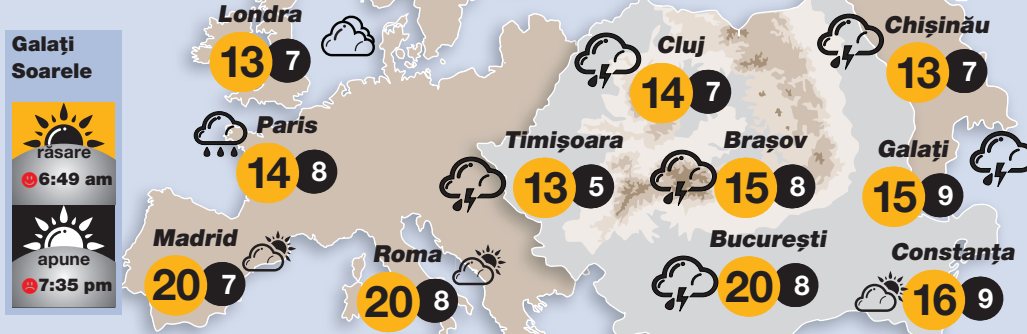 Galați
Soarele
răsare
6:49 am
apune
7:35 pm
Londra
13 7
Paris
14 8
Madrid
20 7
Roma
20 8
Timișoara
13 5
Cluj
14 7
Brașov
15 8
București
20 8
Chișinău
13 7
Galați
15 9
Constanța
16 9